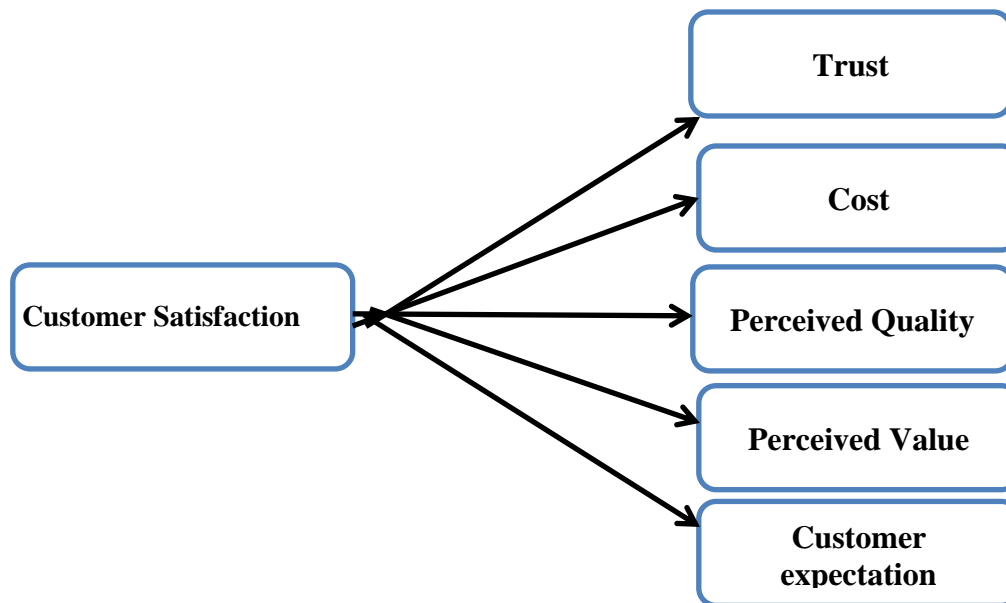 Trust
Cost
Customer Satisfaction
Perceived Quality
Perceived Value
Customer
expectation